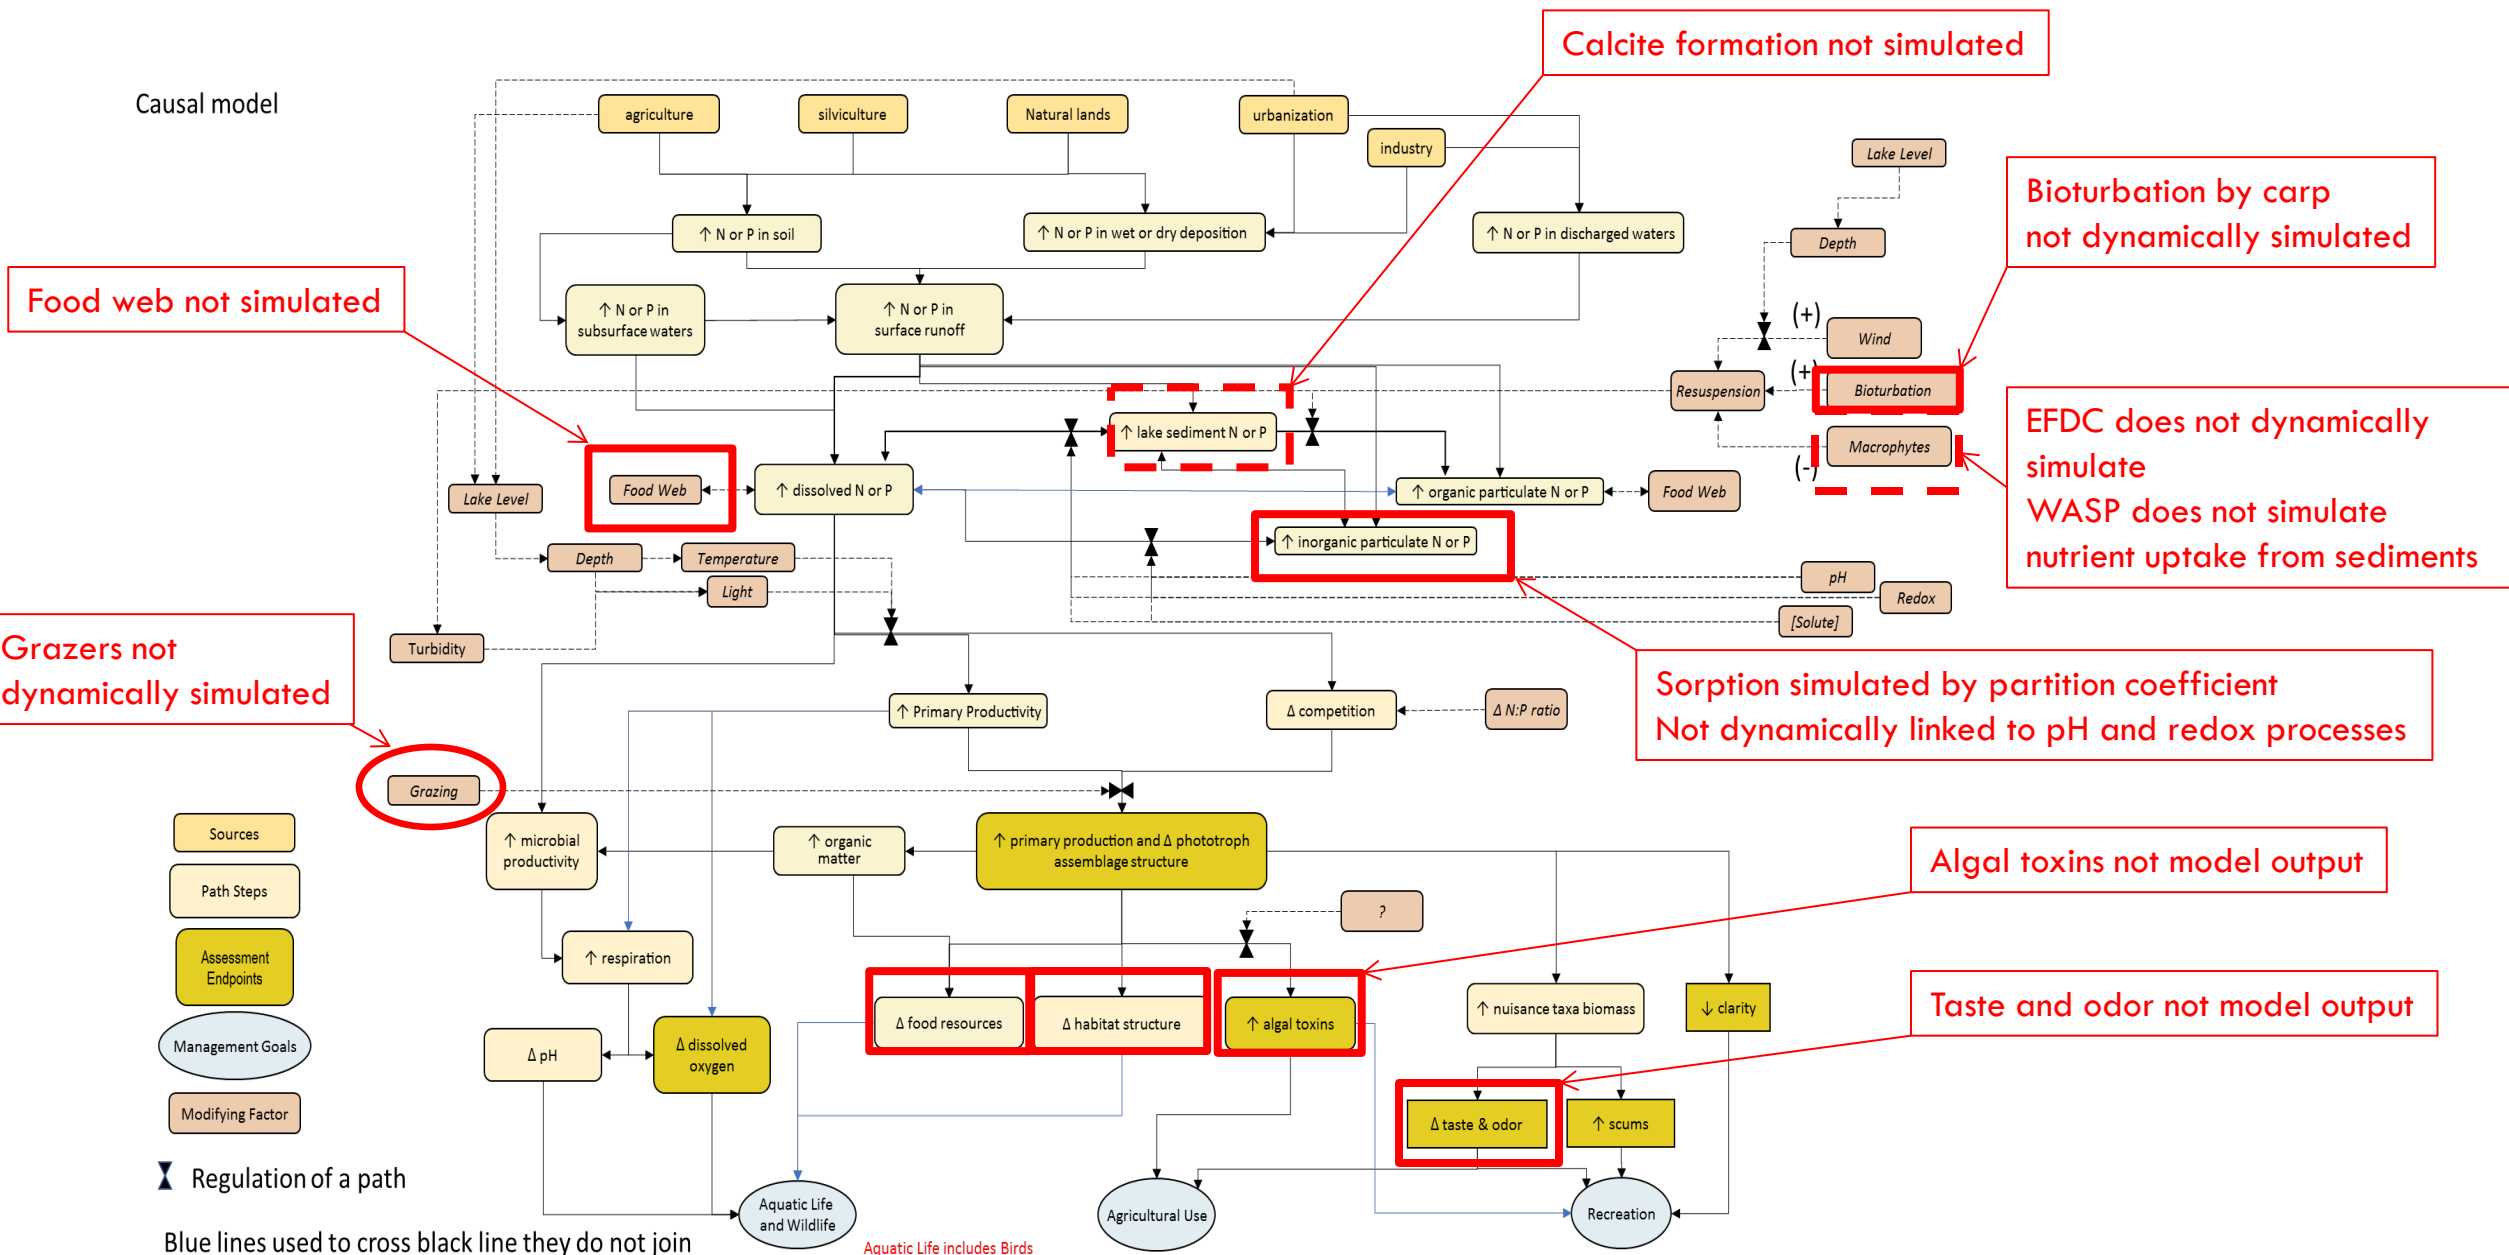 Calcite formation not simulated
Causal model
agriculture
silviculture
Natural lands
urbanization
industry
Lake Level
Bioturbation by carp
not dynamically simulated
↑ N or P in soil
↑ N or P in wet or dry deposition
↑ N or P in discharged waters
Depth
Food web not simulated
↑ N or P in
subsurface waters
↑ N or P in
surface runoff
(+)
Wind
Resuspension
(+)
Bioturbation
EFDC does not dynamically
simulate
WASP does not simulate
nutrient uptake from sediments
↑ lake sediment N or P
Macrophytes
(-)
Lake Level
Food Web
↑ dissolved N or P
↑ organic particulate N or P
Food Web
↑ inorganic particulate N or P
Depth
Temperature
Light
pH
Redox
[Solute]
Turbidity
Grazers not
dynamically simulated
Sorption simulated by partition coefficient
Not dynamically linked to pH and redox processes
↑ Primary Productivity
Δ competition
Δ N:P ratio
Grazing
Sources
↑ microbial
productivity
↑ organic
matter
↑ primary production and Δ phototroph
assemblage structure
Algal toxins not model output
Path Steps
?
Assessment
Endpoints
↑ respiration
Taste and odor not model output
Δ food resources
Δ habitat structure
↑ algal toxins
↑ nuisance taxa biomass
↓ clarity
Management Goals
Δ pH
Δ dissolved
oxygen
Modifying Factor
Δ taste & odor
↑ scums
Regulation of a path
Aquatic Life
and Wildlife
Agricultural Use
Recreation
Blue lines used to cross black line they do not join
Aquatic Life includes Birds